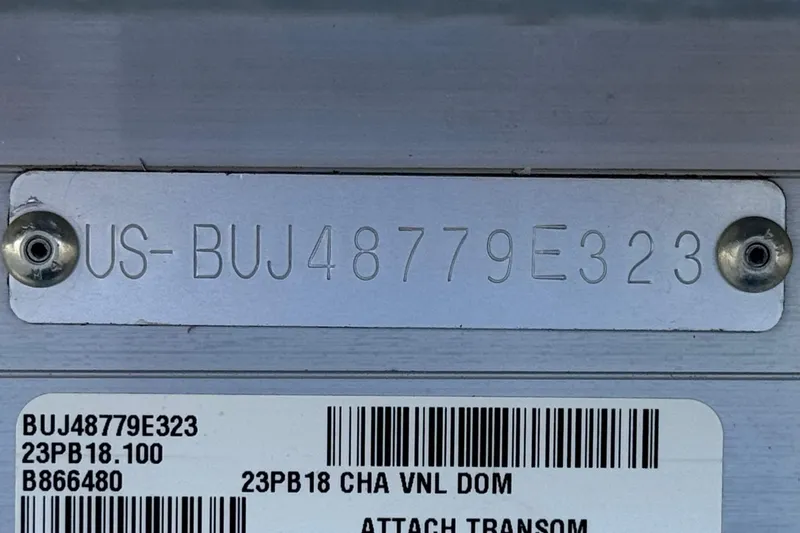 US-BUJ48779E323
BUJ48779E323
23PB18.100
B866480
23PB18 CHA VNL DOM
ATTACH TRANSOM